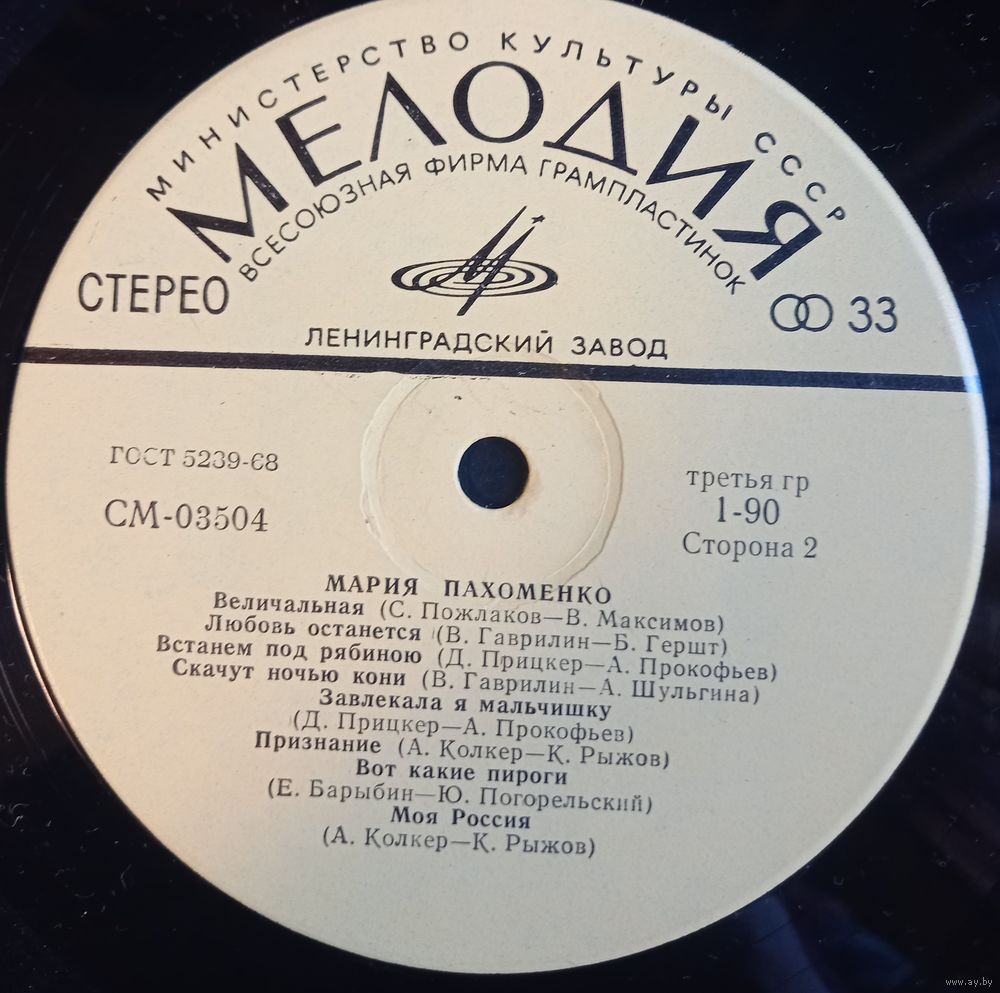 МИНИСТЕРСТВО КУЛЬТУРЫ СССР
МЕЛОДИЯ
ВСЕСОЮЗНАЯ ФИРМА ГРАМПЛАСТИНОК
СТЕРЕО
33
ЛЕНИНГРАДСКИЙ ЗАВОД
ГОСТ 5239-68
СМ-03504
третья гр
1-90
Сторона 2
МАРИЯ ПАХОМЕНКО
Величальная (С. Пожлаков—В. Максимов)
Любовь останется (В. Гаврилин—Б. Гершт)
Встанем под рябиною (Д. Прицкер—А. Прокофьев)
Скачут ночью кони (В. Гаврилин—А. Шульгина)
Завлекала я мальчишку
(Д. Прицкер—А. Прокофьев)
Признание (А. Колкер—К. Рыжов)
Вот какие пироги
(Е. Барыбин—Ю. Погорельский)
Моя Россия
(А. Колкер—К. Рыжов)
www.ay.by